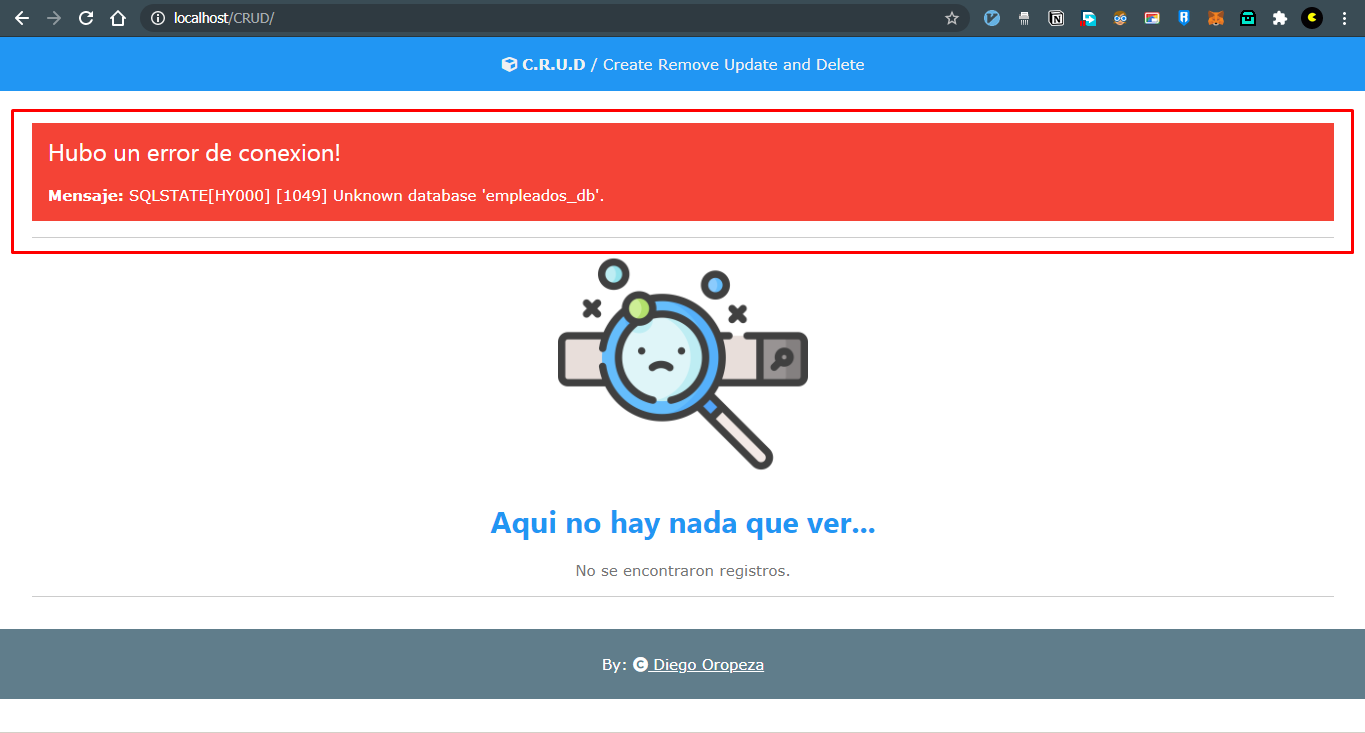 localhost/CRUD/
C.R.U.D / Create Remove Update and Delete
Hubo un error de conexion!
Mensaje: SQLSTATE[HY000] [1049] Unknown database 'empleados_db'.
Aqui no hay nada que ver...
No se encontraron registros.
By: © Diego Oropeza